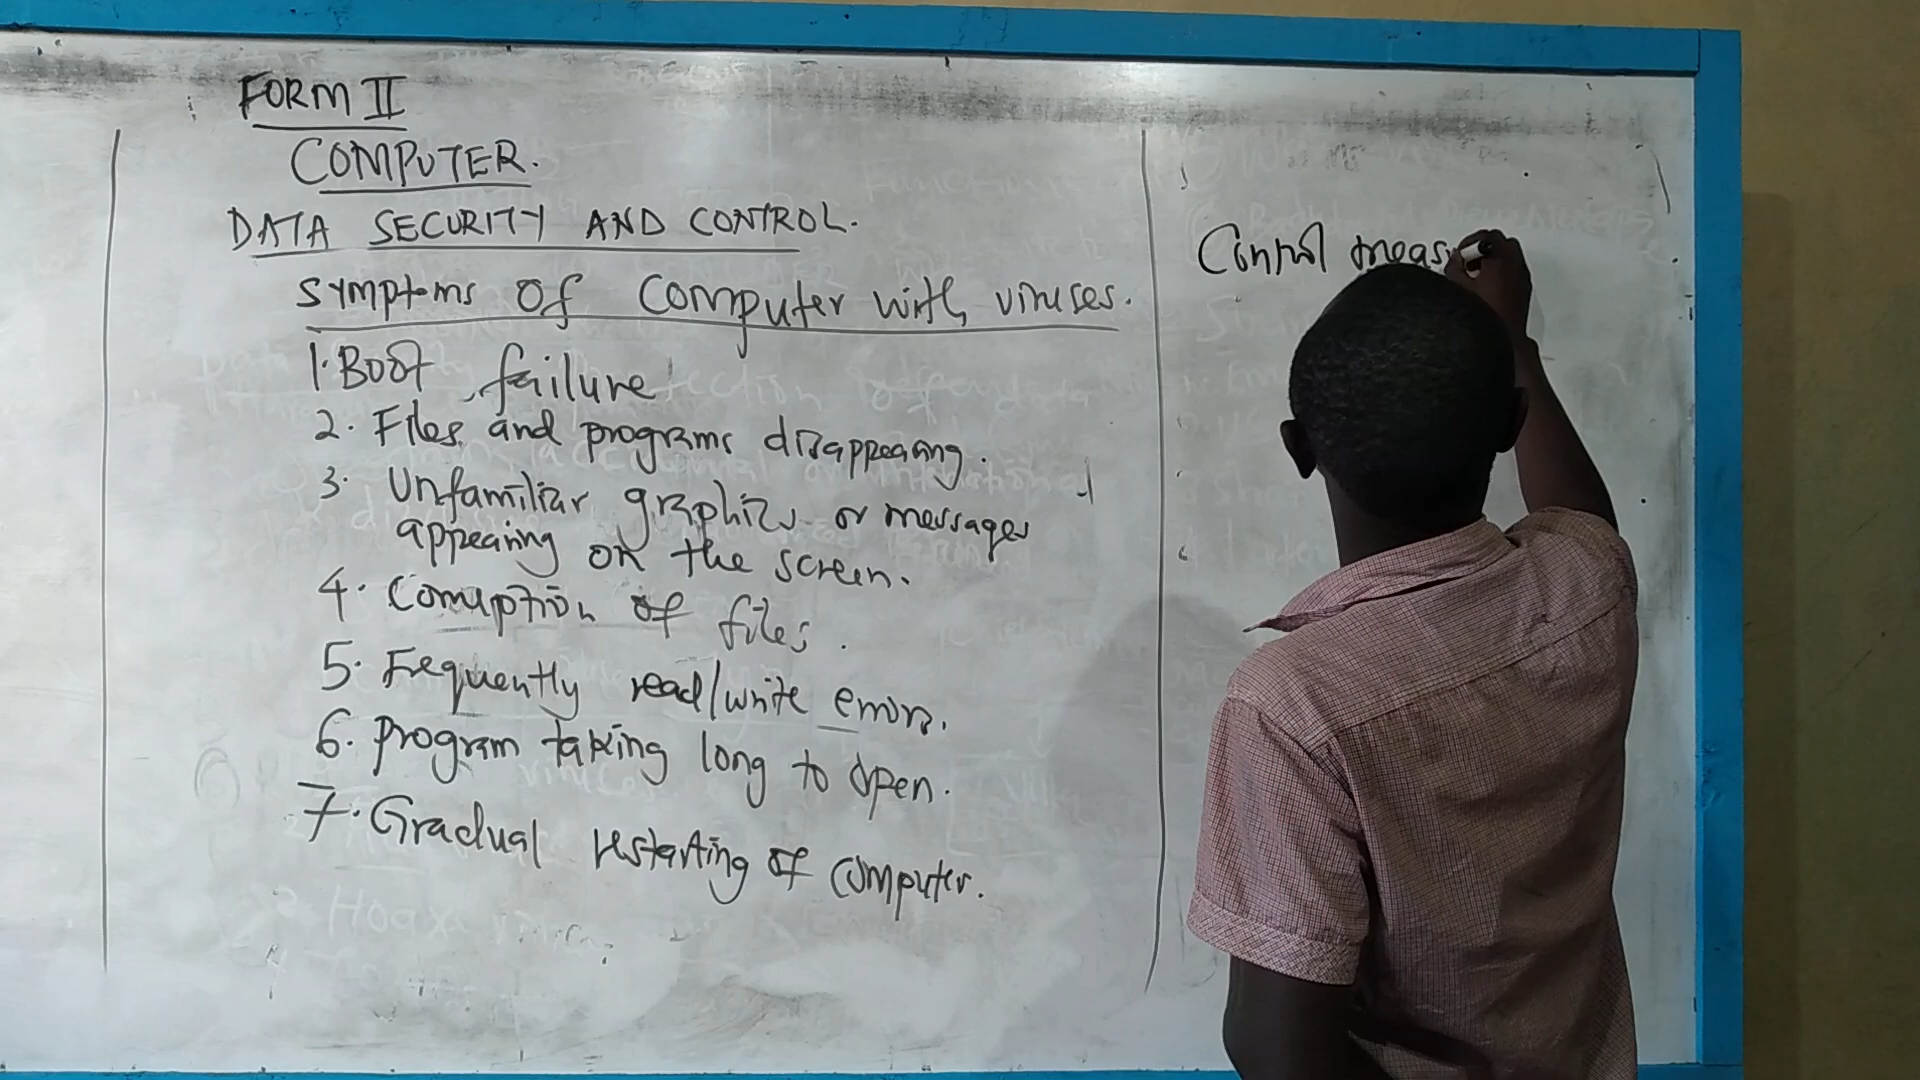 FORM II
COMPUTER.
DATA SECURITY AND CONTROL.
Symptoms Of Computer with viruses.
1. Boot failure
2. Files and programs disappearing.
3. Unfamiliar graphics or messages
appearing on the screen.
4. Corruption of files.
5. Frequently read/write errors.
6. program taking long to open.
7. Gradual restarting of computer.
Control meas